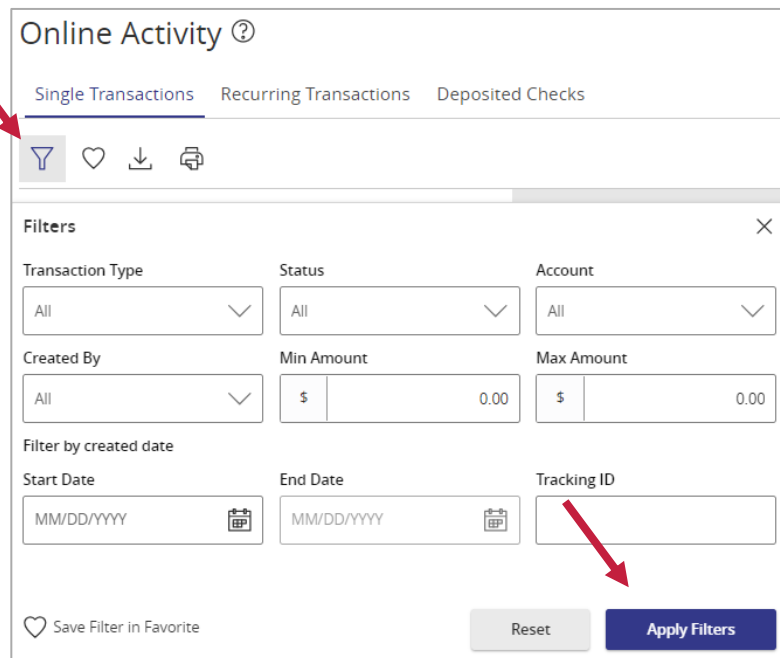 Online Activity ?
Single Transactions Recurring Transactions Deposited Checks
Filters
Transaction Type Status Account
All All All
Created By Min Amount Max Amount
All $ 0.00 $ 0.00
Filter by created date
Start Date End Date Tracking ID
MM/DD/YYYY MM/DD/YYYY
Save Filter in Favorite Reset Apply Filters